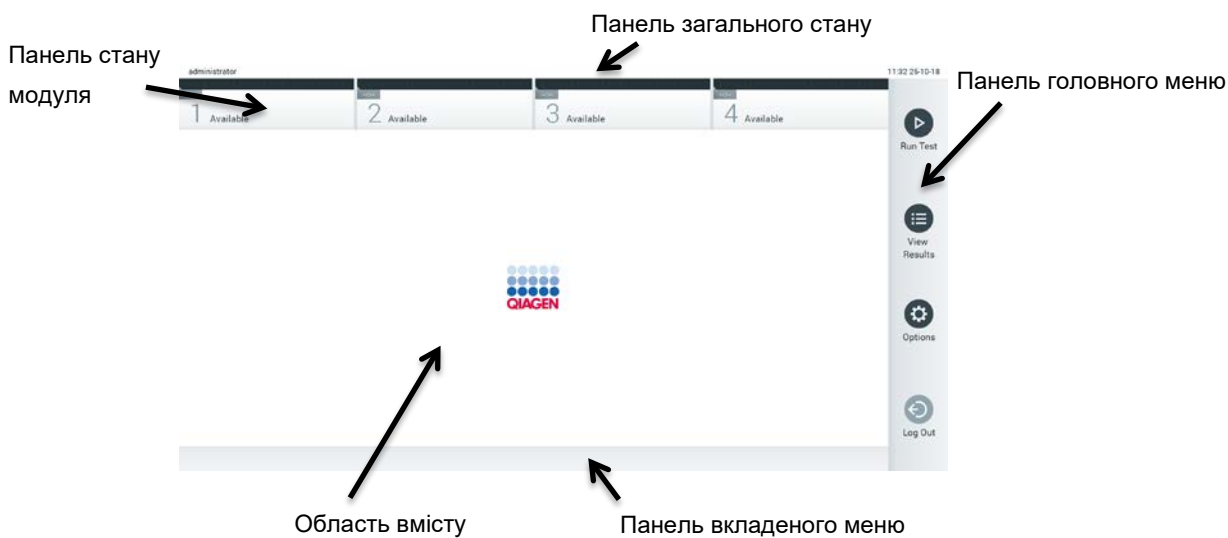 Панель загального стану
Панель стану
модуля
administrator
11:32 25-10-18
Панель головного меню
1 Available
2 Available
3 Available
4 Available
Run Test
View
Results
QIAGEN
Options
Log Out
Область вмісту
Панель вкладеного меню